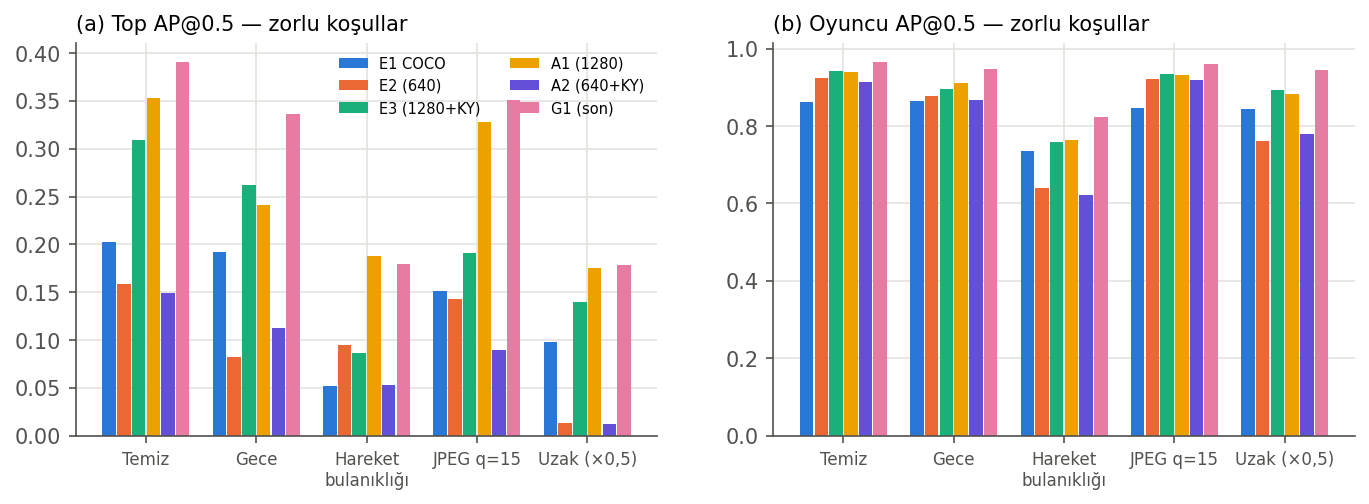 (a) Top AP@0.5 — zorlu koşullar
0.40
0.35
0.30
0.25
0.20
0.15
0.10
0.05
0.00
E1 COCO
E2 (640)
E3 (1280+KY)
A1 (1280)
A2 (640+KY)
G1 (son)
Temiz
Gece
Hareket
bulanıklığı
JPEG q=15
Uzak (×0,5)
(b) Oyuncu AP@0.5 — zorlu koşullar
1.0
0.8
0.6
0.4
0.2
0.0
Temiz
Gece
Hareket
bulanıklığı
JPEG q=15
Uzak (×0,5)